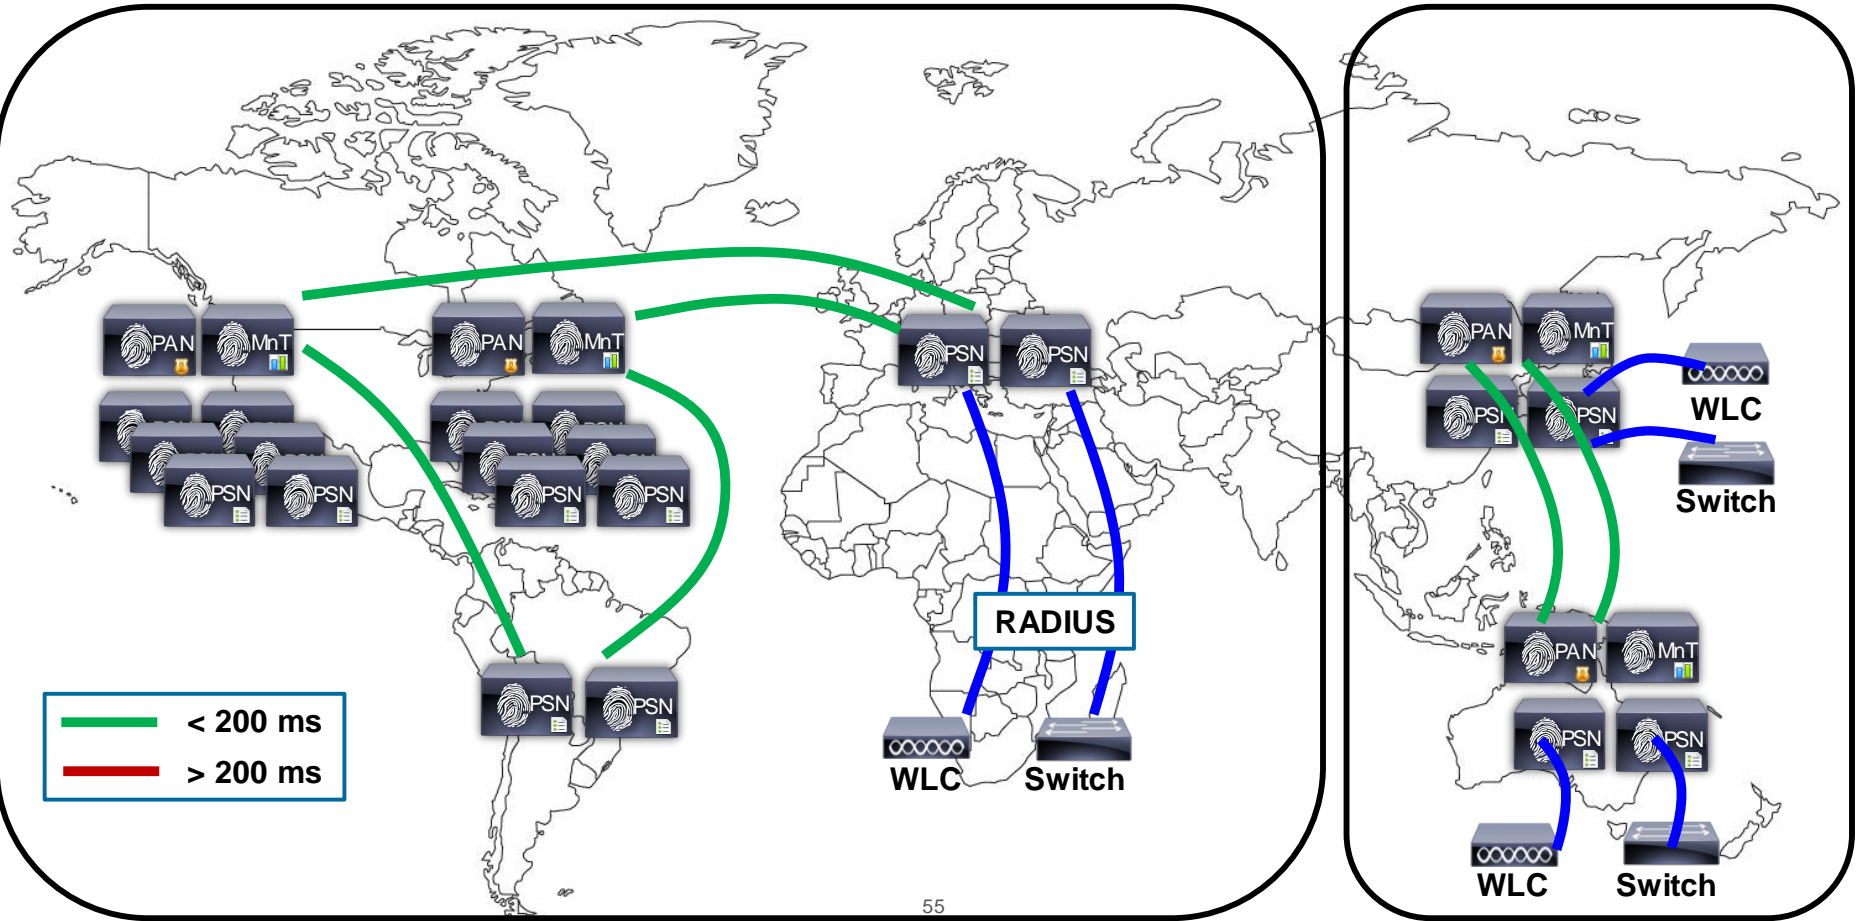 PAN
MnT
PAN
MnT
PSN
PSN
PAN
MnT
PSN
PSN
WLC
Switch
PSN
PSN
PSN
PSN
RADIUS
PAN
MnT
PSN
PSN
PSN
PSN
< 200 ms
> 200 ms
WLC
Switch
WLC
Switch
55